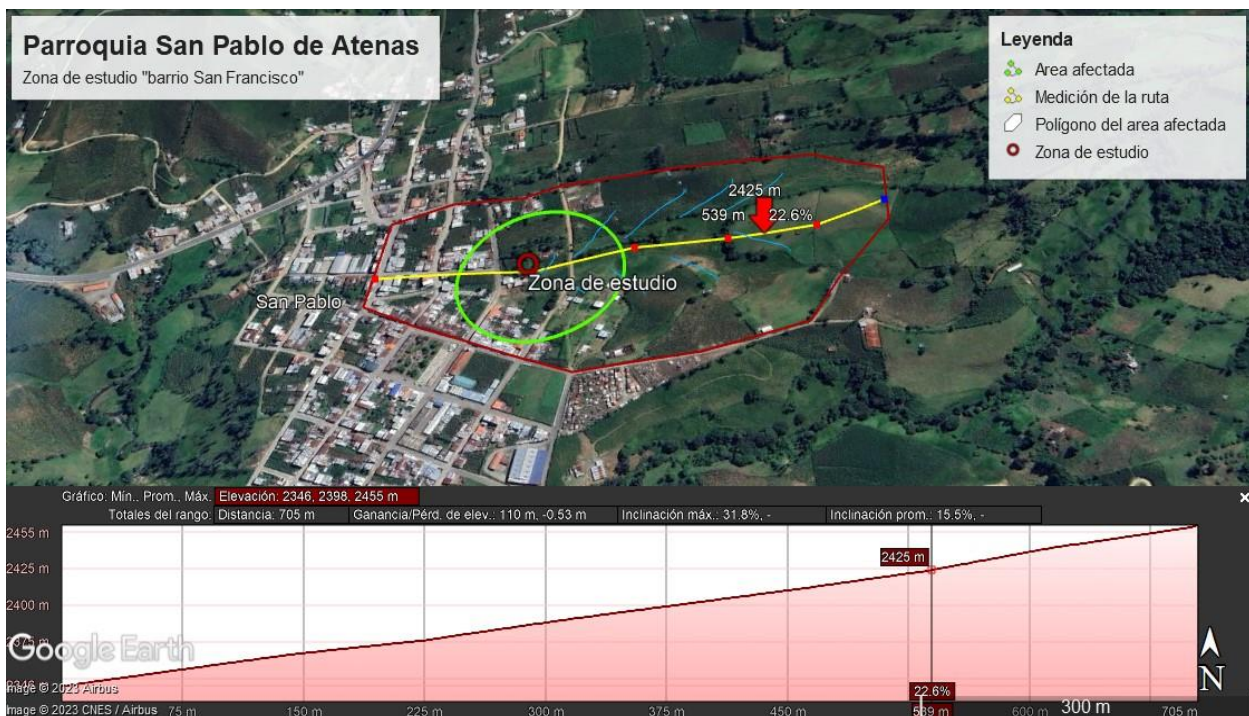 Parroquia San Pablo de Atenas
Zona de estudio "barrio San Francisco"
Leyenda
Area afectada
Medición de la ruta
Polígono del area afectada
Zona de estudio
2425 m
539 m 22.6%
Zona de estudio
San Pablo
Gráfico: Mín.. Prom., Máx. Elevación: 2346, 2398, 2455 m
Totales del rango: Distancia: 705 m Ganancia/Pérd. de elev.: 110 m, -0.53 m Inclinación máx.: 31.8%, - Inclinación prom.: 15.5%, -
2455 m
2425 m
2425 m
2400 m
2375 m
Google Earth
2346 m
N
Image © 2023 Airbus
22.6%
300 m
Image © 2023 CNES / Airbus
75 m 150 m 225 m 300 m 375 m 450 m 539 m 600 m 705 m